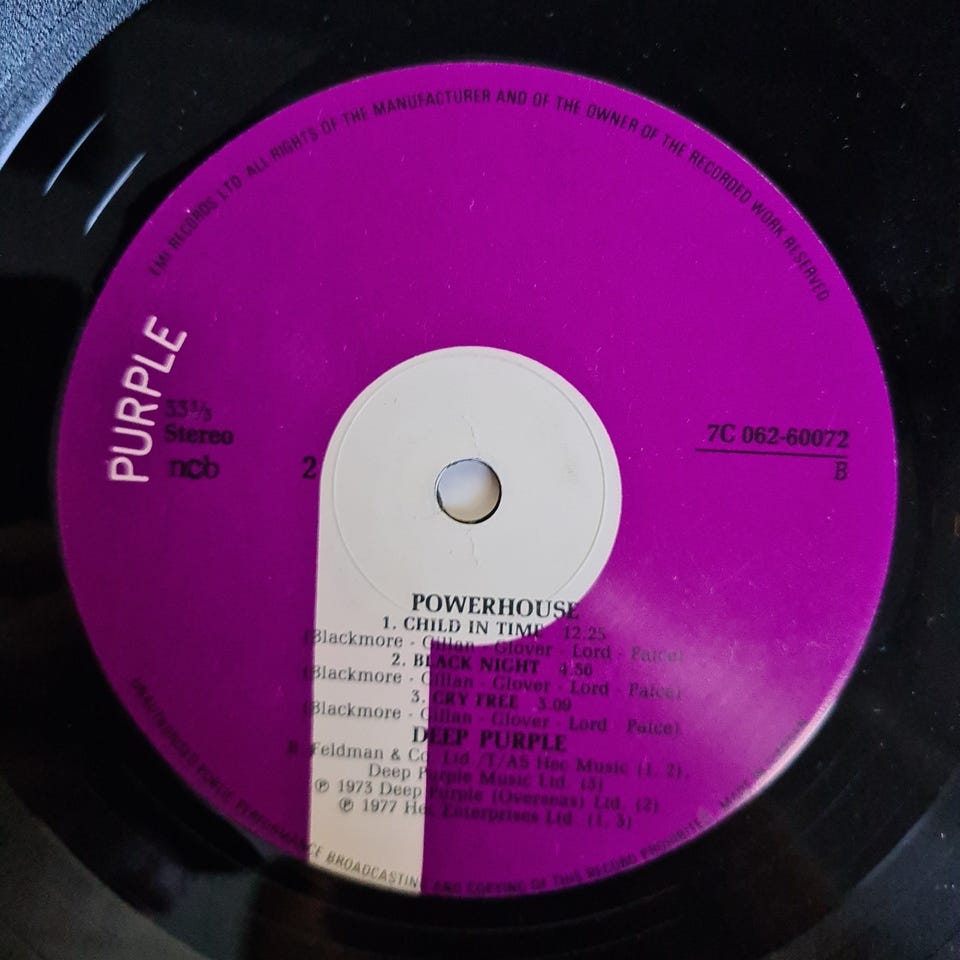 EMI RECORDS LTD. ALL RIGHTS OF THE MANUFACTURER AND OF THE OWNER OF THE RECORDED WORK RESERVED
PURPLE
33⅓
Stereo
ncb
2
7C 062-60072
B
POWERHOUSE
1. CHILD IN TIME 12.25
(Blackmore - Gillan - Glover - Lord - Paice)
2. BLACK NIGHT 4.56
(Blackmore - Gillan - Glover - Lord - Paice)
3. CRY FREE 3.09
(Blackmore - Gillan - Glover - Lord - Paice)
DEEP PURPLE
B. Feldman & Co. Ltd./T/AS Hec Music (1, 2),
Deep Purple Music Ltd. (3)
℗ 1973 Deep Purple (Overseas) Ltd. (2)
℗ 1977 Hec Enterprises Ltd. (1, 3)
UNAUTHORIZED PUBLIC PERFORMANCE BROADCASTING AND COPYING OF THIS RECORD PROHIBITED